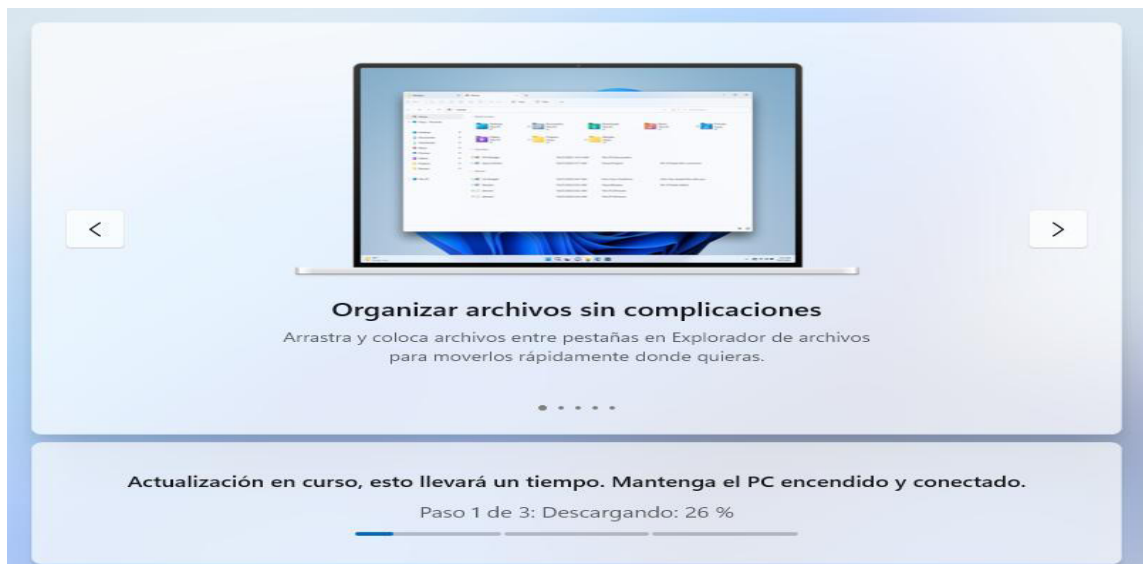 Organizar archivos sin complicaciones
Arrastra y coloca archivos entre pestañas en Explorador de archivos
para moverlos rápidamente donde quieras.
Actualización en curso, esto llevará un tiempo. Mantenga el PC encendido y conectado.
Paso 1 de 3: Descargando: 26 %